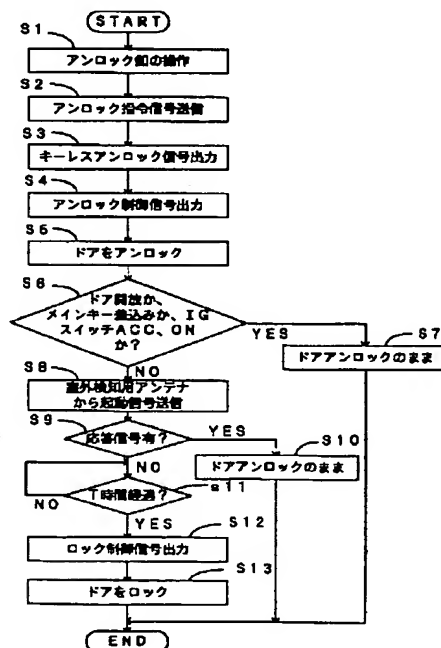 START
S1
アンロック釦の操作
S2
アンロック指令信号送信
S3
キーレスアンロック信号出力
S4
アンロック制御信号出力
S5
ドアをアンロック
S6
ドア開放か、
メインキー差込みか、IG
スイッチACC、ON
か?
YES
S7
ドアアンロックのまま
NO
S8
室外検知用アンテナ
から起動信号送信
S9
応答信号有?
YES
S10
ドアアンロックのまま
NO
T時間経過?
S11
NO
YES
S12
ロック制御信号出力
S13
ドアをロック
END